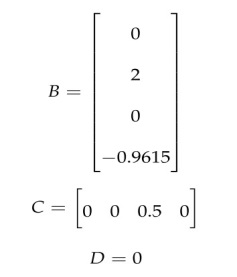 B = [0
2
0
−0.9615]
C = [0 0 0.5 0]
D = 0